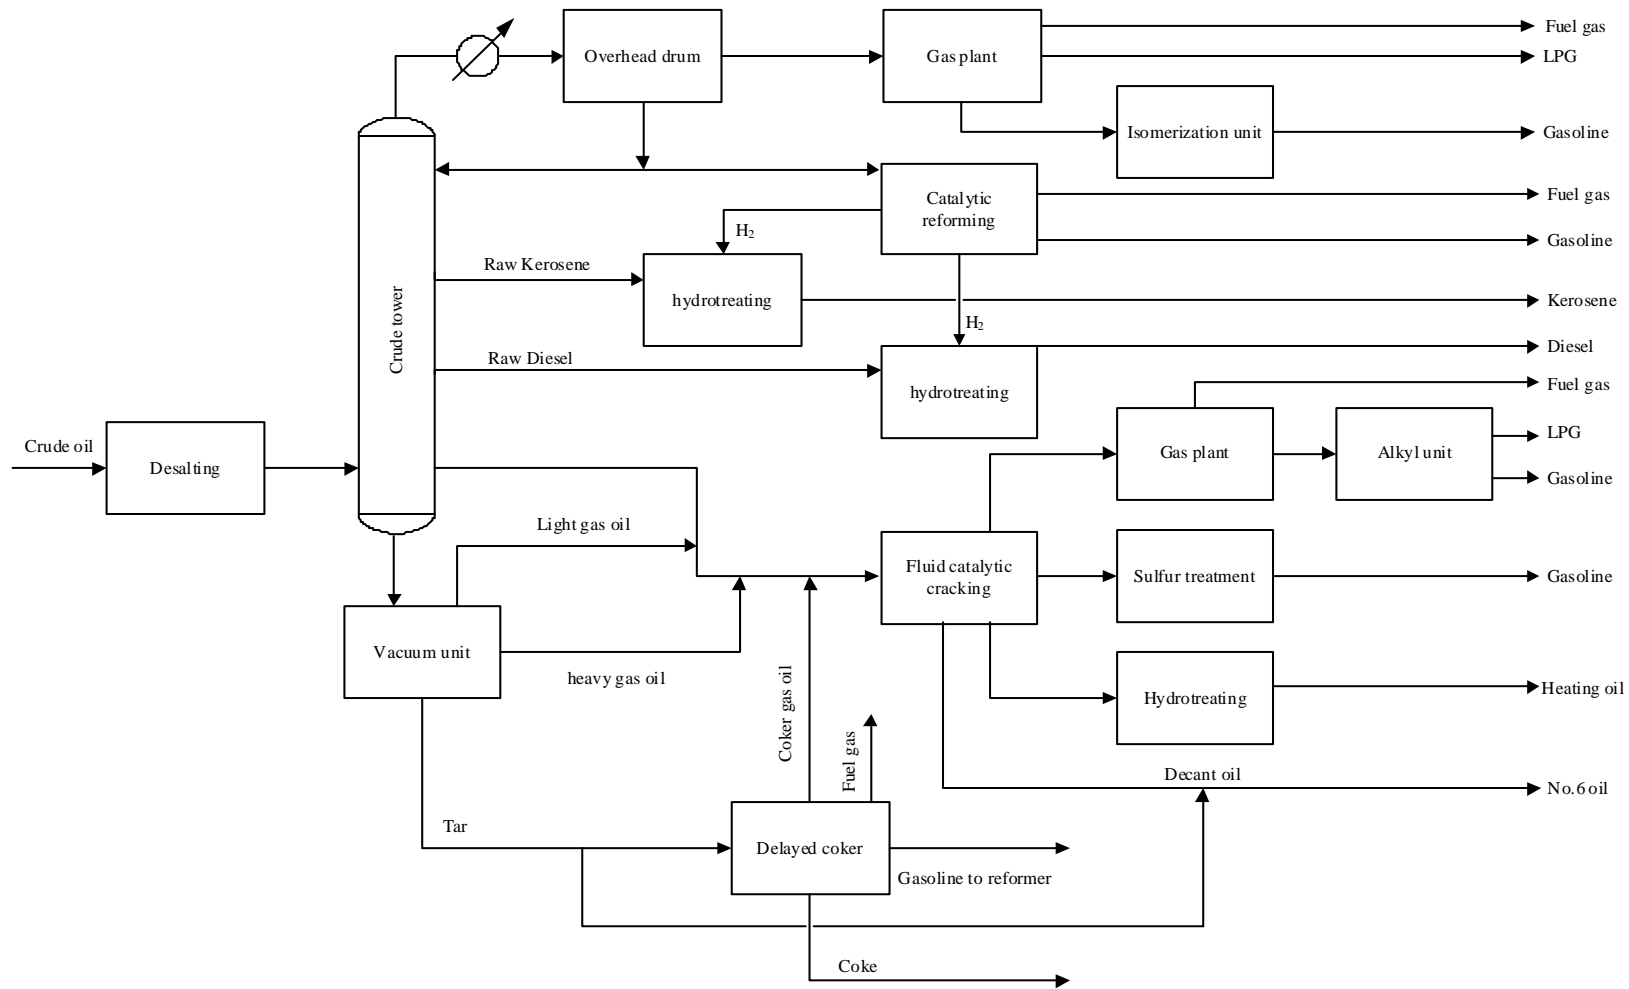 Overhead drum
Gas plant
Fuel gas
LPG
Isomerization unit
Gasoline
Catalytic
reforming
Fuel gas
Gasoline
H₂
Raw Kerosene
hydrotreating
Kerosene
H₂
Crude tower
Raw Diesel
hydrotreating
Diesel
Fuel gas
Gas plant
Alkyl unit
LPG
Gasoline
Crude oil
Desalting
Light gas oil
Fluid catalytic
cracking
Sulfur treatment
Gasoline
Vacuum unit
heavy gas oil
Coker gas oil
Fuel gas
Hydrotreating
Heating oil
Decant oil
No.6 oil
Tar
Delayed coker
Gasoline to reformer
Coke